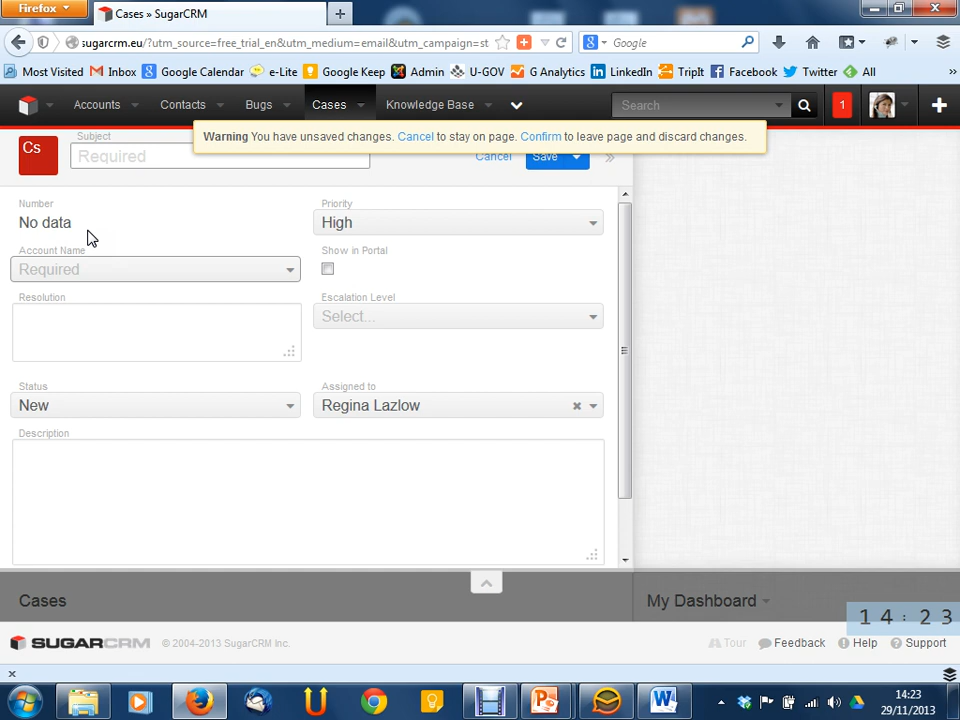 Firefox
Cases » SugarCRM
sugarcrm.eu/?utm_source=free_trial_en&utm_medium=email&utm_campaign=st
Google
Most Visited Inbox Google Calendar e-Lite Google Keep Admin U-GOV G Analytics LinkedIn TripIt Facebook Twitter All »
Accounts Contacts Bugs Cases Knowledge Base Search 1
Warning You have unsaved changes. Cancel to stay on page. Confirm to leave page and discard changes.
Cs
Subject
Required
Cancel Save
Number
No data
Priority
High
Account Name
Required
Show in Portal
Resolution
Escalation Level
Select...
Status
New
Assigned to
Regina Lazlow
Description
Cases
My Dashboard
14:23
SUGARCRM © 2004-2013 SugarCRM Inc.
Tour Feedback Help Support
14:23
29/11/2013